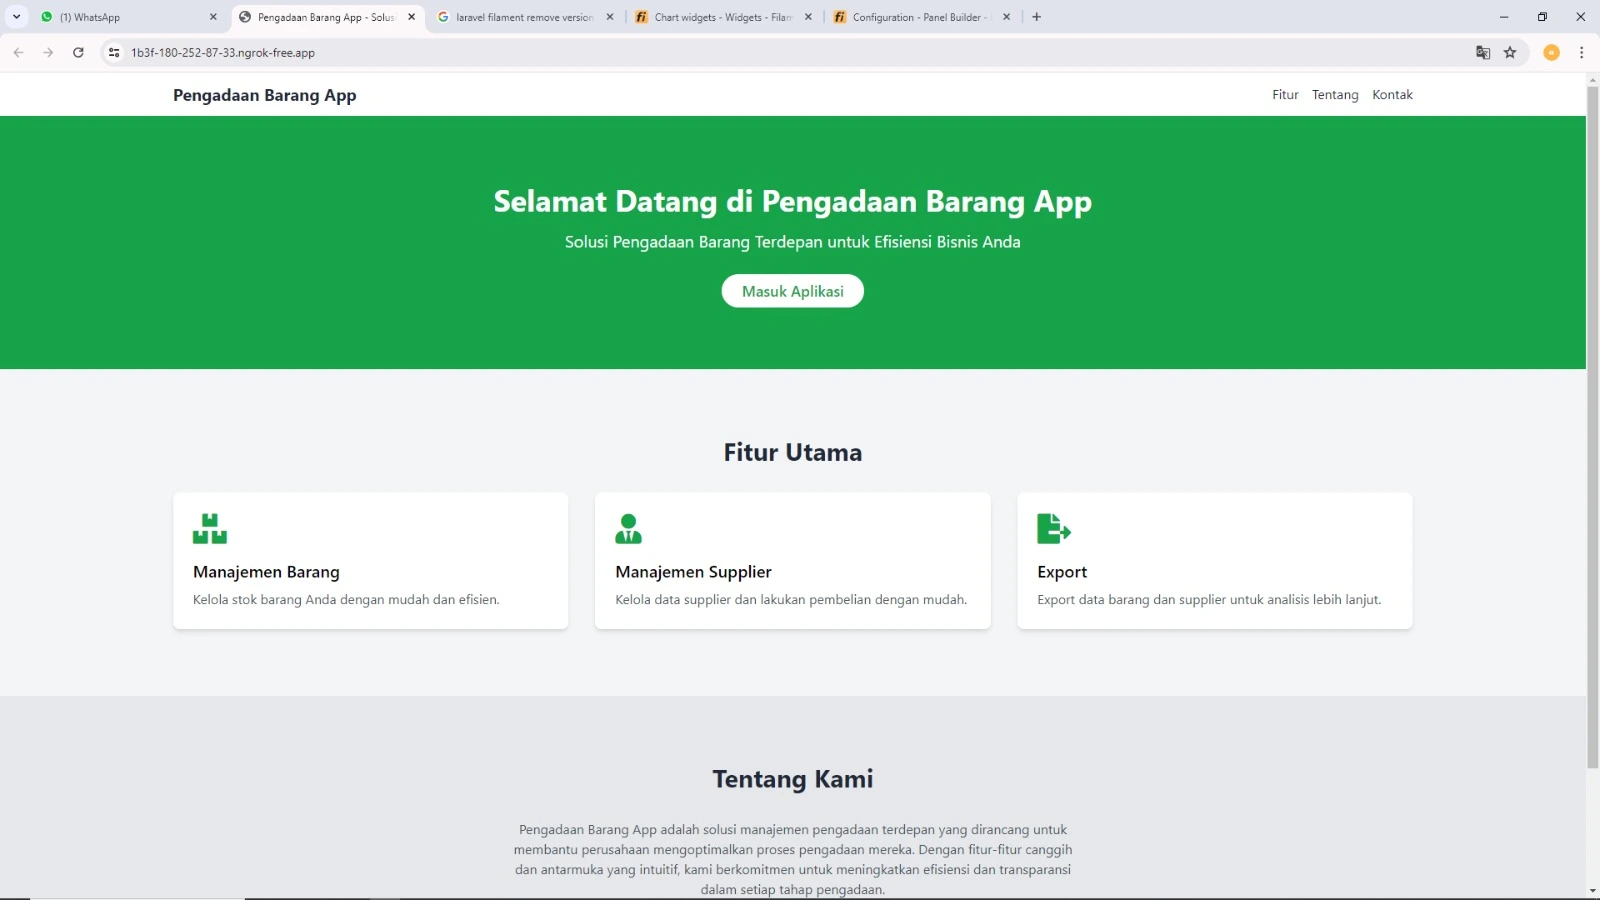 (1) WhatsApp
Pengadaan Barang App - Solus
laravel filament remove version
Chart widgets - Widgets - Filam
Configuration - Panel Builder -
1b3f-180-252-87-33.ngrok-free.app
Pengadaan Barang App
Fitur
Tentang
Kontak
Selamat Datang di Pengadaan Barang App
Solusi Pengadaan Barang Terdepan untuk Efisiensi Bisnis Anda
Masuk Aplikasi
Fitur Utama
Manajemen Barang
Kelola stok barang Anda dengan mudah dan efisien.
Manajemen Supplier
Kelola data supplier dan lakukan pembelian dengan mudah.
Export
Export data barang dan supplier untuk analisis lebih lanjut.
Tentang Kami
Pengadaan Barang App adalah solusi manajemen pengadaan terdepan yang dirancang untuk
membantu perusahaan mengoptimalkan proses pengadaan mereka. Dengan fitur-fitur canggih
dan antarmuka yang intuitif, kami berkomitmen untuk meningkatkan efisiensi dan transparansi
dalam setiap tahap pengadaan.